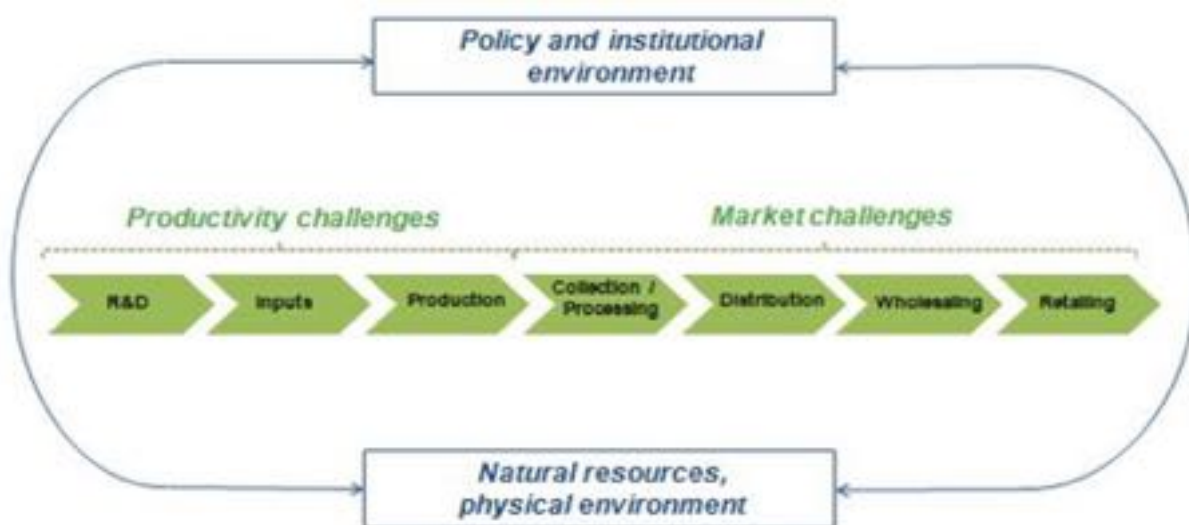 Policy and institutional
environment
Productivity challenges
Market challenges
R&D
Inputs
Production
Collection /
Processing
Distribution
Wholesaling
Retailing
Natural resources,
physical environment